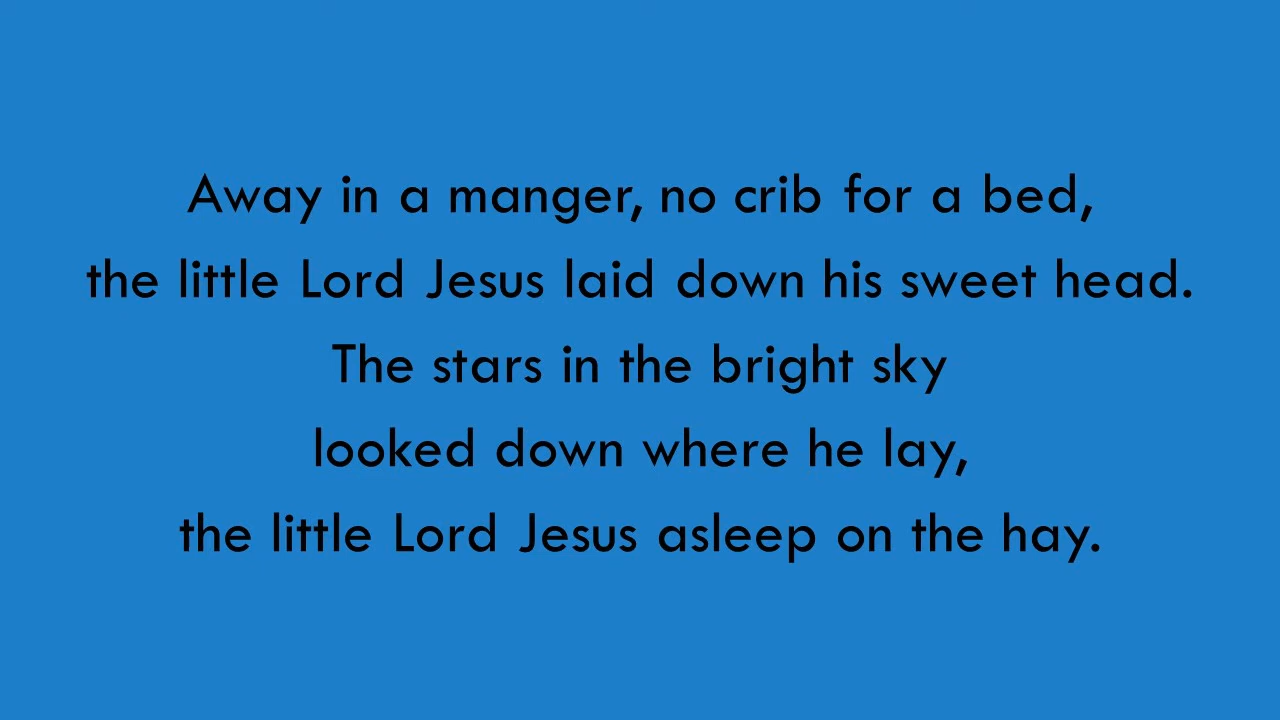 Away in a manger, no crib for a bed,
the little Lord Jesus laid down his sweet head.
The stars in the bright sky
looked down where he lay,
the little Lord Jesus asleep on the hay.